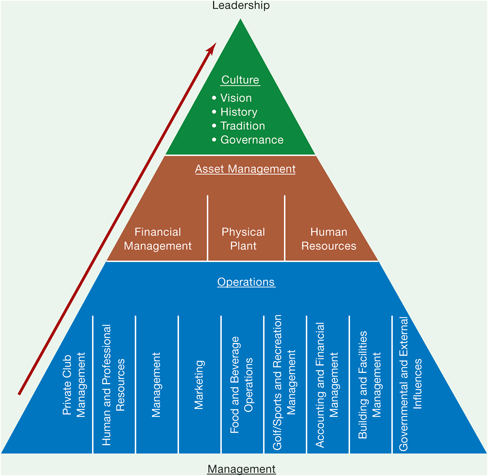 Leadership
Culture
• Vision
• History
• Tradition
• Governance
Asset Management
Financial
Management
Physical
Plant
Human
Resources
Operations
Private Club
Management
Human and Professional
Resources
Management
Marketing
Food and Beverage
Operations
Golf/Sports and Recreation
Management
Accounting and Financial
Management
Building and Facilities
Management
Governmental and External
Influences
Management